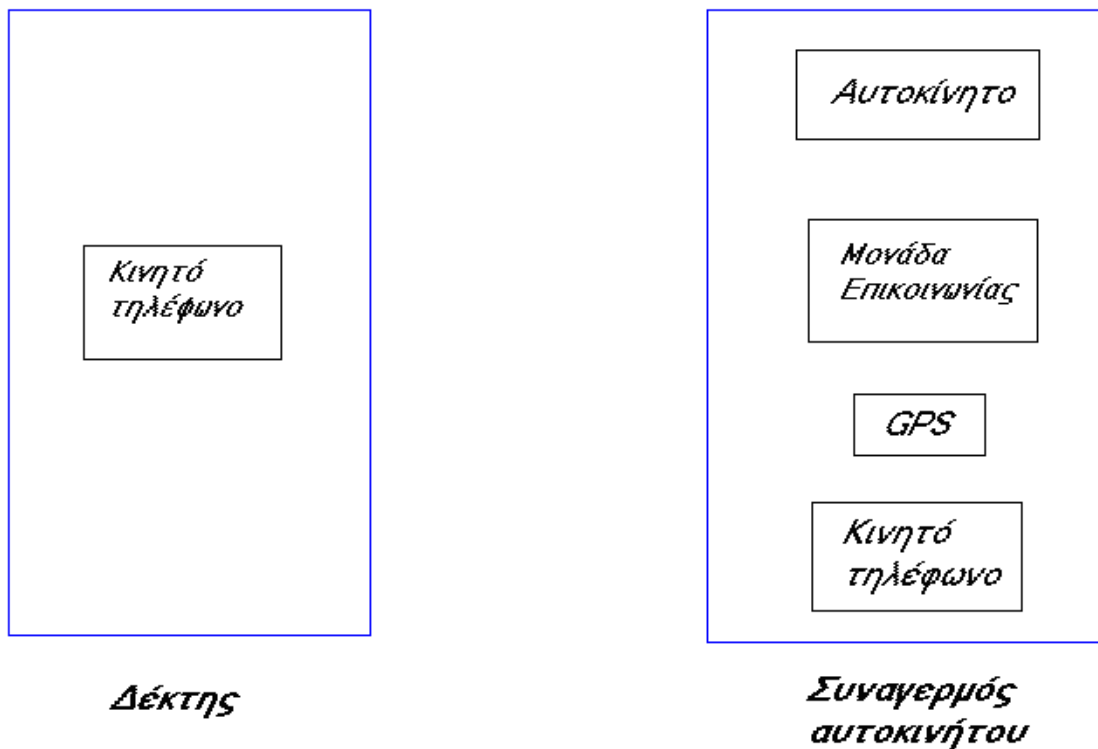 Κινητό
τηλέφωνο
Δέκτης
Αυτοκίνητο
Μονάδα
Επικοινωνίας
GPS
Κινητό
τηλέφωνο
Συναγερμός
αυτοκινήτου